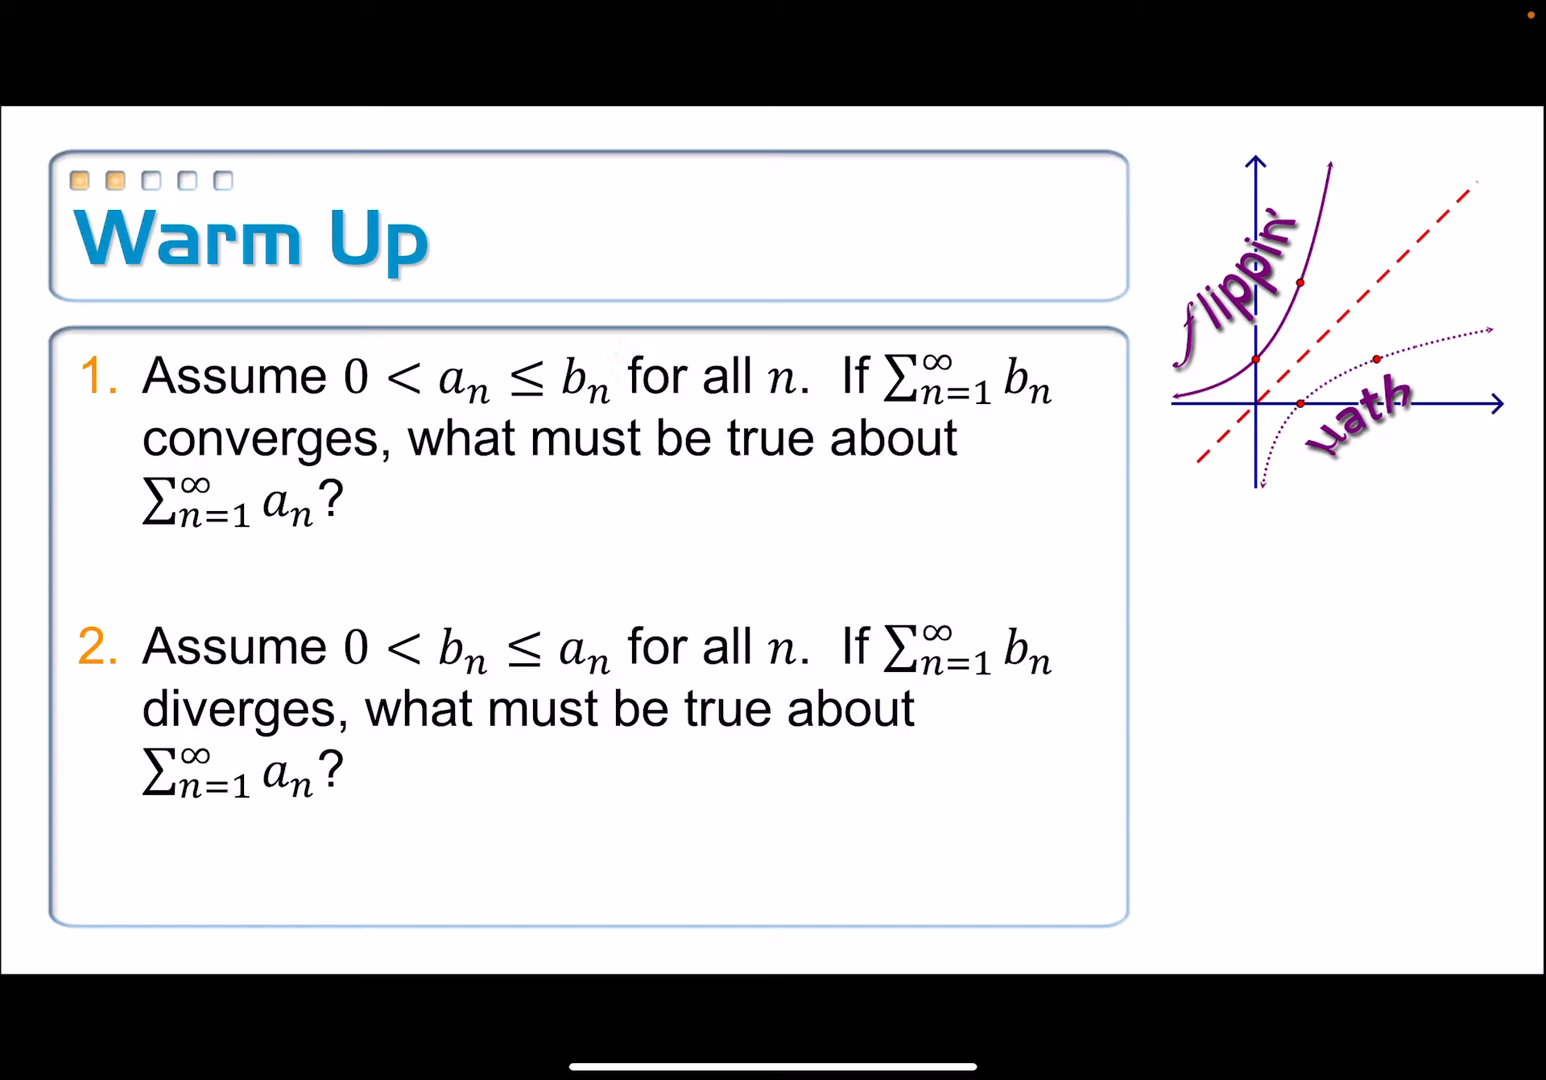 Warm Up
1. Assume 0 < aₙ ≤ bₙ for all n. If ∑_{n=1}^{∞} bₙ
converges, what must be true about
∑_{n=1}^{∞} aₙ?
2. Assume 0 < bₙ ≤ aₙ for all n. If ∑_{n=1}^{∞} bₙ
diverges, what must be true about
∑_{n=1}^{∞} aₙ?
flippin'
math